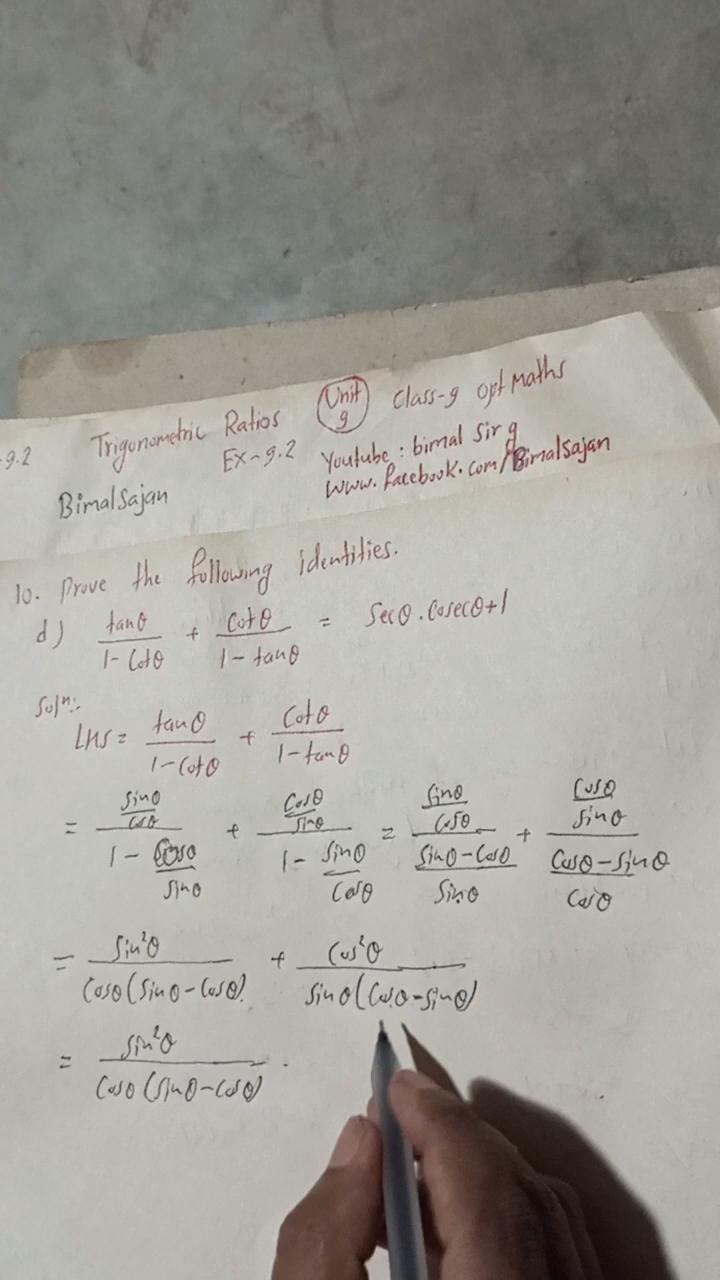 9.2 Trigonometric Ratios Unit 9 Class-9 opt Maths
Ex-9.2 Youtube : bimal Sir g
Bimalsajan www.facebook.com/Bimalsajan
10. Prove the following identities.
d) tanθ/(1-Cotθ) + Cotθ/(1-tanθ) = Secθ.Cosecθ+1
Solⁿ:
LHS = tanθ/(1-Cotθ) + Cotθ/(1-tanθ)
= (Sinθ/Cosθ)/(1-Cosθ/Sinθ) + (Cosθ/Sinθ)/(1-Sinθ/Cosθ) = (Sinθ/Cosθ)/((Sinθ-Cosθ)/Sinθ) + (Cosθ/Sinθ)/((Cosθ-Sinθ)/Cosθ)
= Sin²θ/(Cosθ(Sinθ-Cosθ)) + Cos²θ/(Sinθ(Cosθ-Sinθ))
= Sin²θ/(Cosθ(Sinθ-Cosθ))